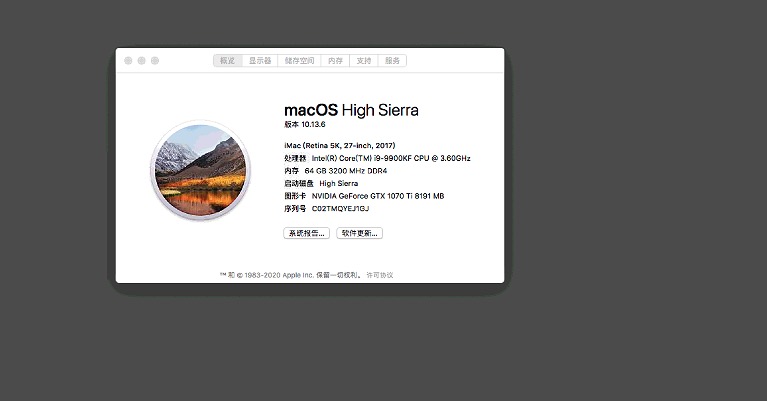 概览 显示器 储存空间 内存 支持 服务
macOS High Sierra
版本 10.13.6
iMac (Retina 5K, 27-inch, 2017)
处理器 Intel(R) Core(TM) i9-9900KF CPU @ 3.60GHz
内存 64 GB 3200 MHz DDR4
启动磁盘 High Sierra
图形卡 NVIDIA GeForce GTX 1070 Ti 8191 MB
序列号 C02TMQYEJ1GJ
系统报告... 软件更新...
™ 和 © 1983-2020 Apple Inc. 保留一切权利。 许可协议